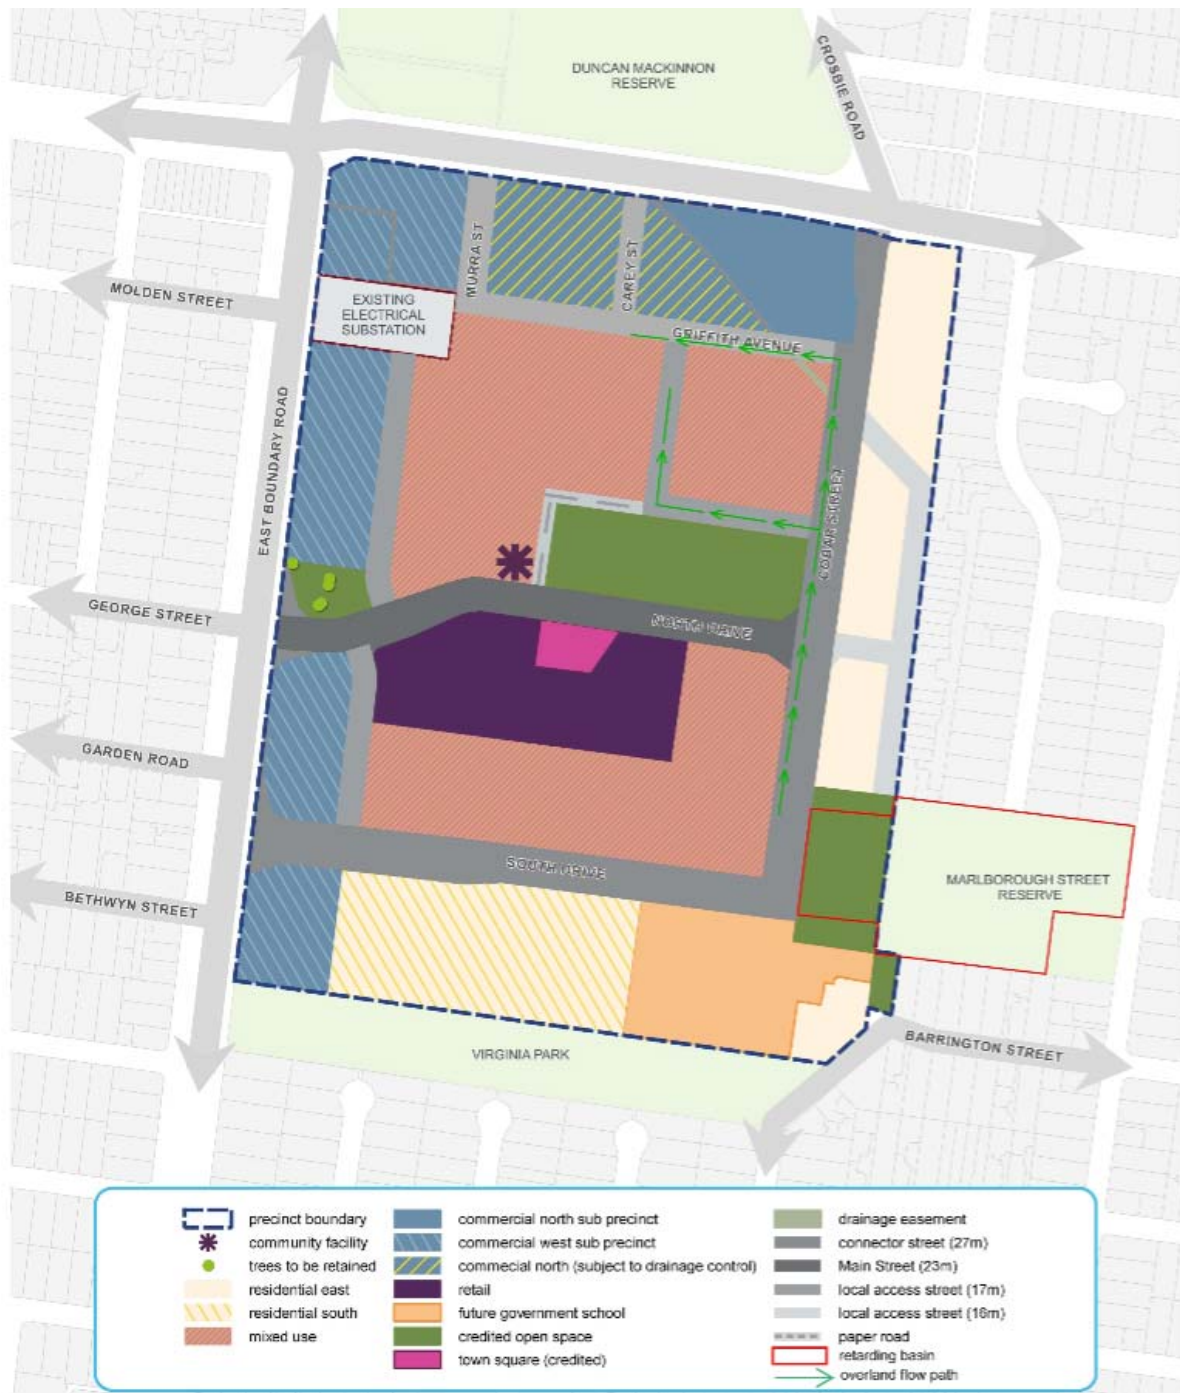 DUNCAN MACKINNON
RESERVE
CROSBIE ROAD
MURRA ST
CAREY ST
MOLDEN STREET
EXISTING
ELECTRICAL
SUBSTATION
GRIFFITH AVENUE
EAST BOUNDARY ROAD
COBAR STREET
GEORGE STREET
NORTH DRIVE
GARDEN ROAD
SOUTH DRIVE
MARLBOROUGH STREET
RESERVE
BETHWYN STREET
BARRINGTON STREET
VIRGINIA PARK
precinct boundary
community facility
trees to be retained
residential east
residential south
mixed use
commercial north sub precinct
commercial west sub precinct
commecial north (subject to drainage control)
retail
future government school
credited open space
town square (credited)
drainage easement
connector street (27m)
Main Street (23m)
local access street (17m)
local access street (16m)
paper road
retarding basin
overland flow path